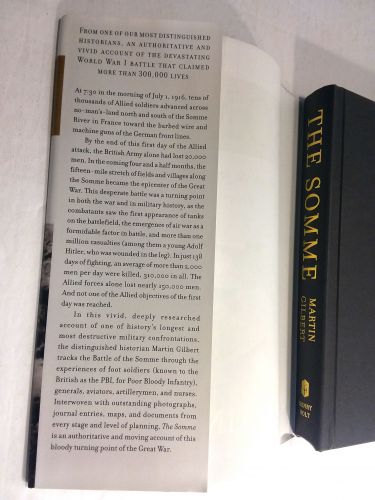 From one of our most distinguished
historians, an authoritative and
vivid account of the devastating
World War I battle that claimed
more than 300,000 lives
At 7:30 in the morning of July 1, 1916, tens of
thousands of Allied soldiers advanced across
no-man's-land north and south of the Somme
River in France toward the barbed wire and
machine guns of the German front lines.
By the end of this first day of the Allied
attack, the British Army alone had lost 20,000
men. In the coming four and a half months, the
fifteen-mile stretch of fields and villages along
the Somme became the epicenter of the Great
War. This desperate battle was a turning point
in both the war and in military history, as the
combatants saw the first appearance of tanks
on the battlefield, the emergence of air war as a
formidable factor in battle, and more than one
million casualties (among them a young Adolf
Hitler, who was wounded in the leg). In just 138
days of fighting, an average of more than 2,000
men per day were killed, 310,000 in all. The
Allied forces alone lost nearly 150,000 men.
And not one of the Allied objectives of the first
day was reached.
In this vivid, deeply researched
account of one of history's longest and
most destructive military confrontations,
the distinguished historian Martin Gilbert
tracks the Battle of the Somme through the
experiences of foot soldiers (known to the
British as the PBI, for Poor Bloody Infantry),
generals, aviators, artillerymen, and nurses.
Interwoven with outstanding photographs,
journal entries, maps, and documents from
every stage and level of planning, The Somme
is an authoritative and moving account of this
bloody turning point of the Great War.
THE SOMME
MARTIN
GILBERT
HENRY
HOLT